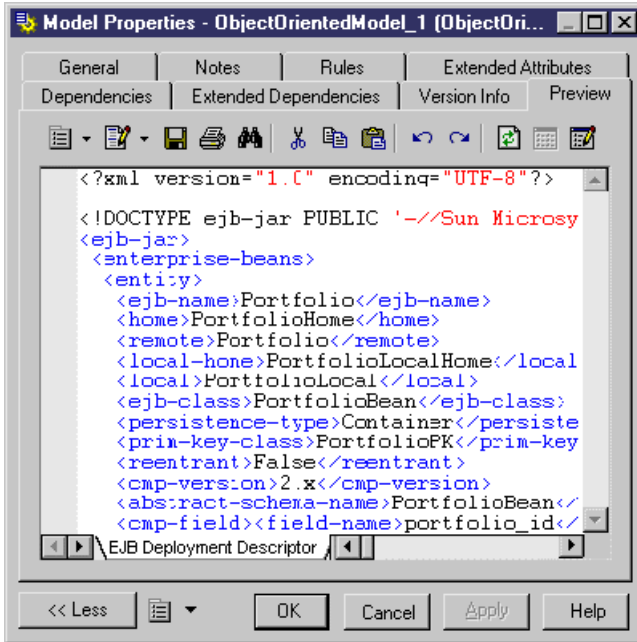 Model Properties - ObjectOrientedModel_1 (ObjectOri...
General Notes Rules Extended Attributes
Dependencies Extended Dependencies Version Info Preview
<?xml version="1.0" encoding="UTF-8"?>
<!DOCTYPE ejb-jar PUBLIC '-//Sun Microsy
<ejb-jar>
<enterprise-beans>
<entity>
<ejb-name>Portfolio</ejb-name>
<home>PortfolioHome</home>
<remote>Portfolio</remote>
<local-home>PortfolioLocalHome</local
<local>PortfolioLocal</local>
<ejb-class>PortfolioBean</ejb-class>
<persistence-type>Container</persiste
<prim-key-class>PortfolioPK</prim-key
<reentrant>False</reentrant>
<cmp-version>2.x</cmp-version>
<abstract-schema-name>PortfolioBean</
<cmp-field><field-name>portfolio_id</
EJB Deployment Descriptor
<< Less OK Cancel Apply Help